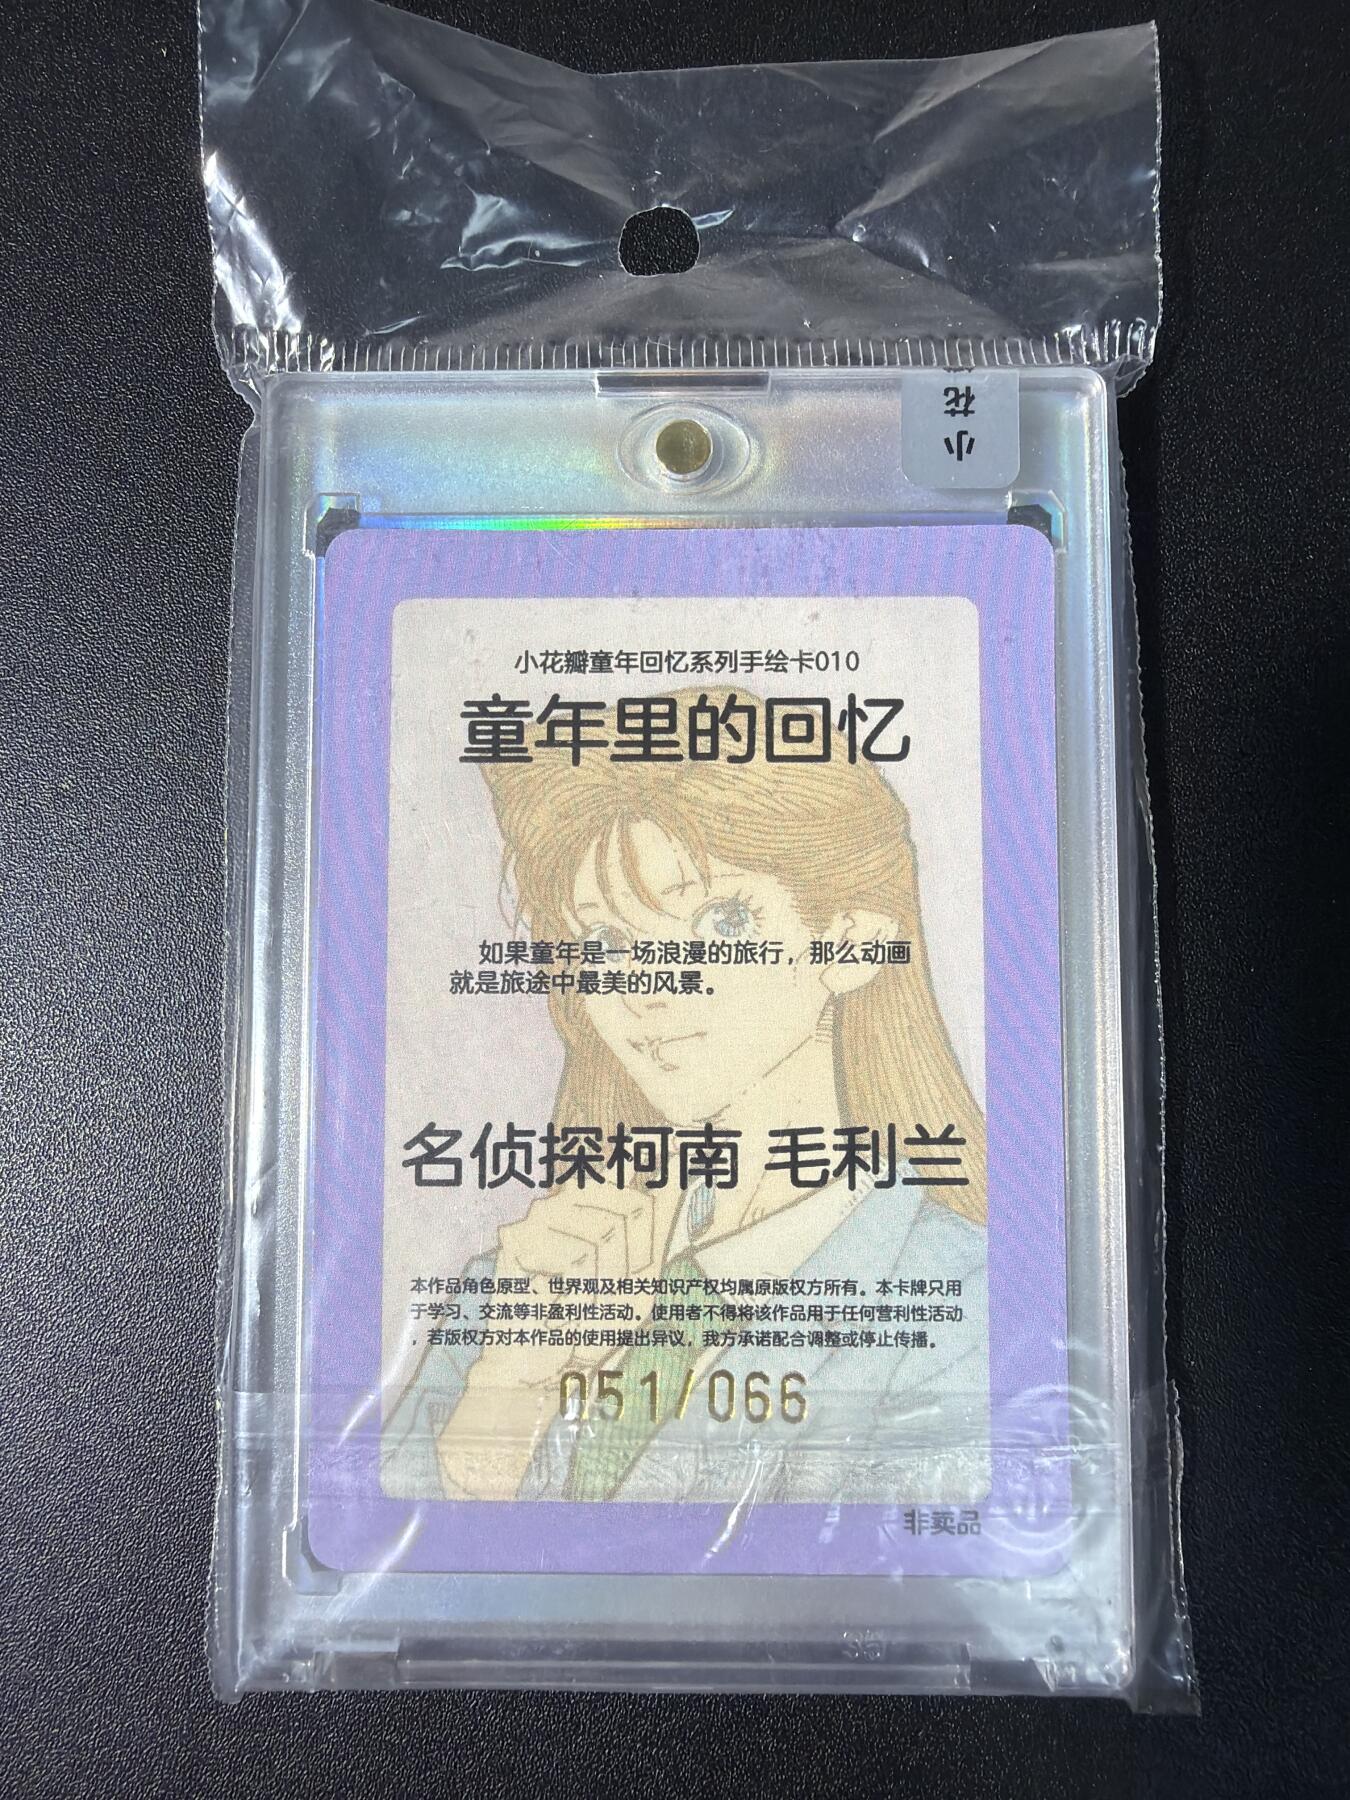 小花
小花瓣童年回忆系列手绘卡010
童年里的回忆
如果童年是一场浪漫的旅行，那么动画
就是旅途中最美的风景。
名侦探柯南 毛利兰
本作品角色原型、世界观及相关知识产权均属原版权方所有。本卡牌只用
于学习、交流等非盈利性活动。使用者不得将该作品用于任何营利性活动
，若版权方对本作品的使用提出异议，我方承诺配合调整或停止传播。
051/066
非卖品